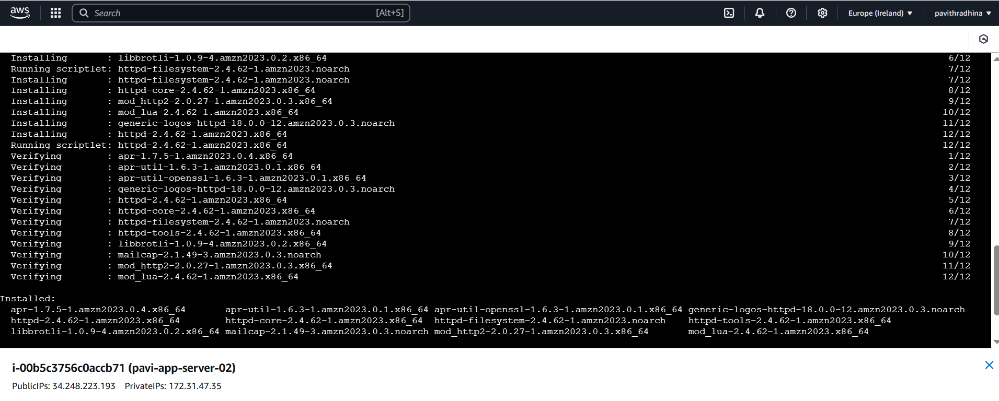 aws Search [Alt+S] Europe (Ireland) pavithradhina
Installing : libbrotli-1.0.9-4.amzn2023.0.2.x86_64 6/12
Running scriptlet: httpd-filesystem-2.4.62-1.amzn2023.noarch 7/12
Installing : httpd-filesystem-2.4.62-1.amzn2023.noarch 7/12
Installing : httpd-core-2.4.62-1.amzn2023.x86_64 8/12
Installing : mod_http2-2.0.27-1.amzn2023.0.3.x86_64 9/12
Installing : mod_lua-2.4.62-1.amzn2023.x86_64 10/12
Installing : generic-logos-httpd-18.0.0-12.amzn2023.0.3.noarch 11/12
Installing : httpd-2.4.62-1.amzn2023.x86_64 12/12
Running scriptlet: httpd-2.4.62-1.amzn2023.x86_64 12/12
Verifying : apr-1.7.5-1.amzn2023.0.4.x86_64 1/12
Verifying : apr-util-1.6.3-1.amzn2023.0.1.x86_64 2/12
Verifying : apr-util-openssl-1.6.3-1.amzn2023.0.1.x86_64 3/12
Verifying : generic-logos-httpd-18.0.0-12.amzn2023.0.3.noarch 4/12
Verifying : httpd-2.4.62-1.amzn2023.x86_64 5/12
Verifying : httpd-core-2.4.62-1.amzn2023.x86_64 6/12
Verifying : httpd-filesystem-2.4.62-1.amzn2023.noarch 7/12
Verifying : httpd-tools-2.4.62-1.amzn2023.x86_64 8/12
Verifying : libbrotli-1.0.9-4.amzn2023.0.2.x86_64 9/12
Verifying : mailcap-2.1.49-3.amzn2023.0.3.noarch 10/12
Verifying : mod_http2-2.0.27-1.amzn2023.0.3.x86_64 11/12
Verifying : mod_lua-2.4.62-1.amzn2023.x86_64 12/12
Installed:
apr-1.7.5-1.amzn2023.0.4.x86_64 apr-util-1.6.3-1.amzn2023.0.1.x86_64 apr-util-openssl-1.6.3-1.amzn2023.0.1.x86_64 generic-logos-httpd-18.0.0-12.amzn2023.0.3.noarch
httpd-2.4.62-1.amzn2023.x86_64 httpd-core-2.4.62-1.amzn2023.x86_64 httpd-filesystem-2.4.62-1.amzn2023.noarch httpd-tools-2.4.62-1.amzn2023.x86_64
libbrotli-1.0.9-4.amzn2023.0.2.x86_64 mailcap-2.1.49-3.amzn2023.0.3.noarch mod_http2-2.0.27-1.amzn2023.0.3.x86_64 mod_lua-2.4.62-1.amzn2023.x86_64
i-00b5c3756c0accb71 (pavi-app-server-02)
PublicIPs: 34.248.223.193 PrivateIPs: 172.31.47.35